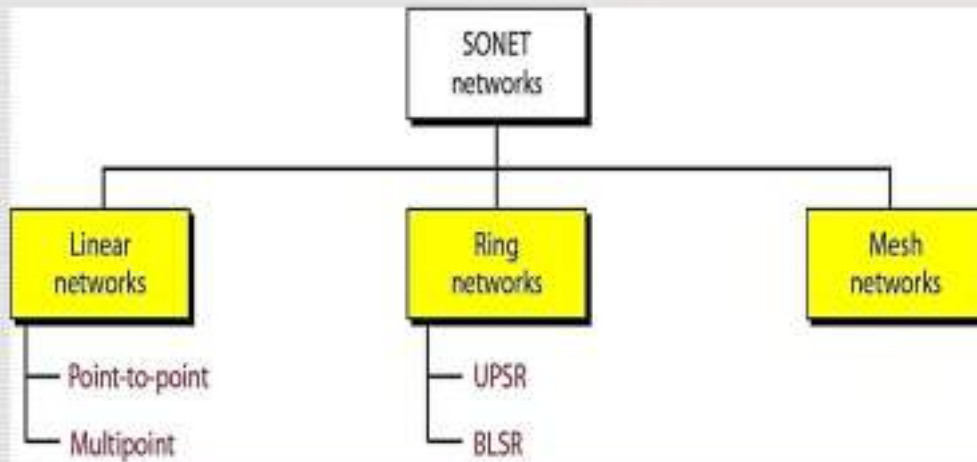 SONET
networks
Linear
networks
Ring
networks
Mesh
networks
Point-to-point
Multipoint
UPSR
BLSR